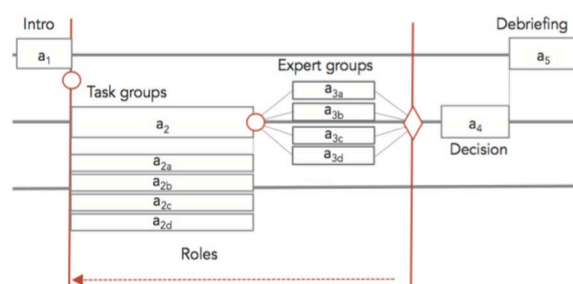 Intro
Debriefing
a1
a5
Expert groups
Task groups
a3a
a3b
a3c
a3d
a2
a4
Decision
a2a
a2b
a2c
a2d
Roles